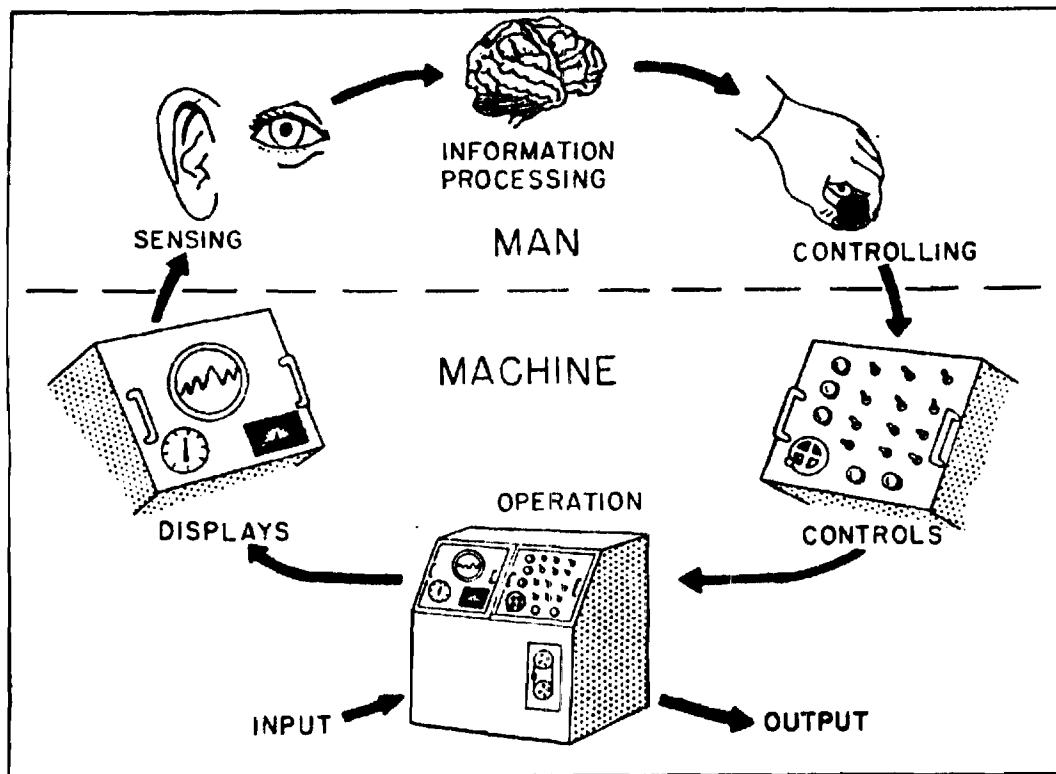 INFORMATION
PROCESSING
SENSING
MAN
CONTROLLING
MACHINE
OPERATION
DISPLAYS
CONTROLS
INPUT
OUTPUT